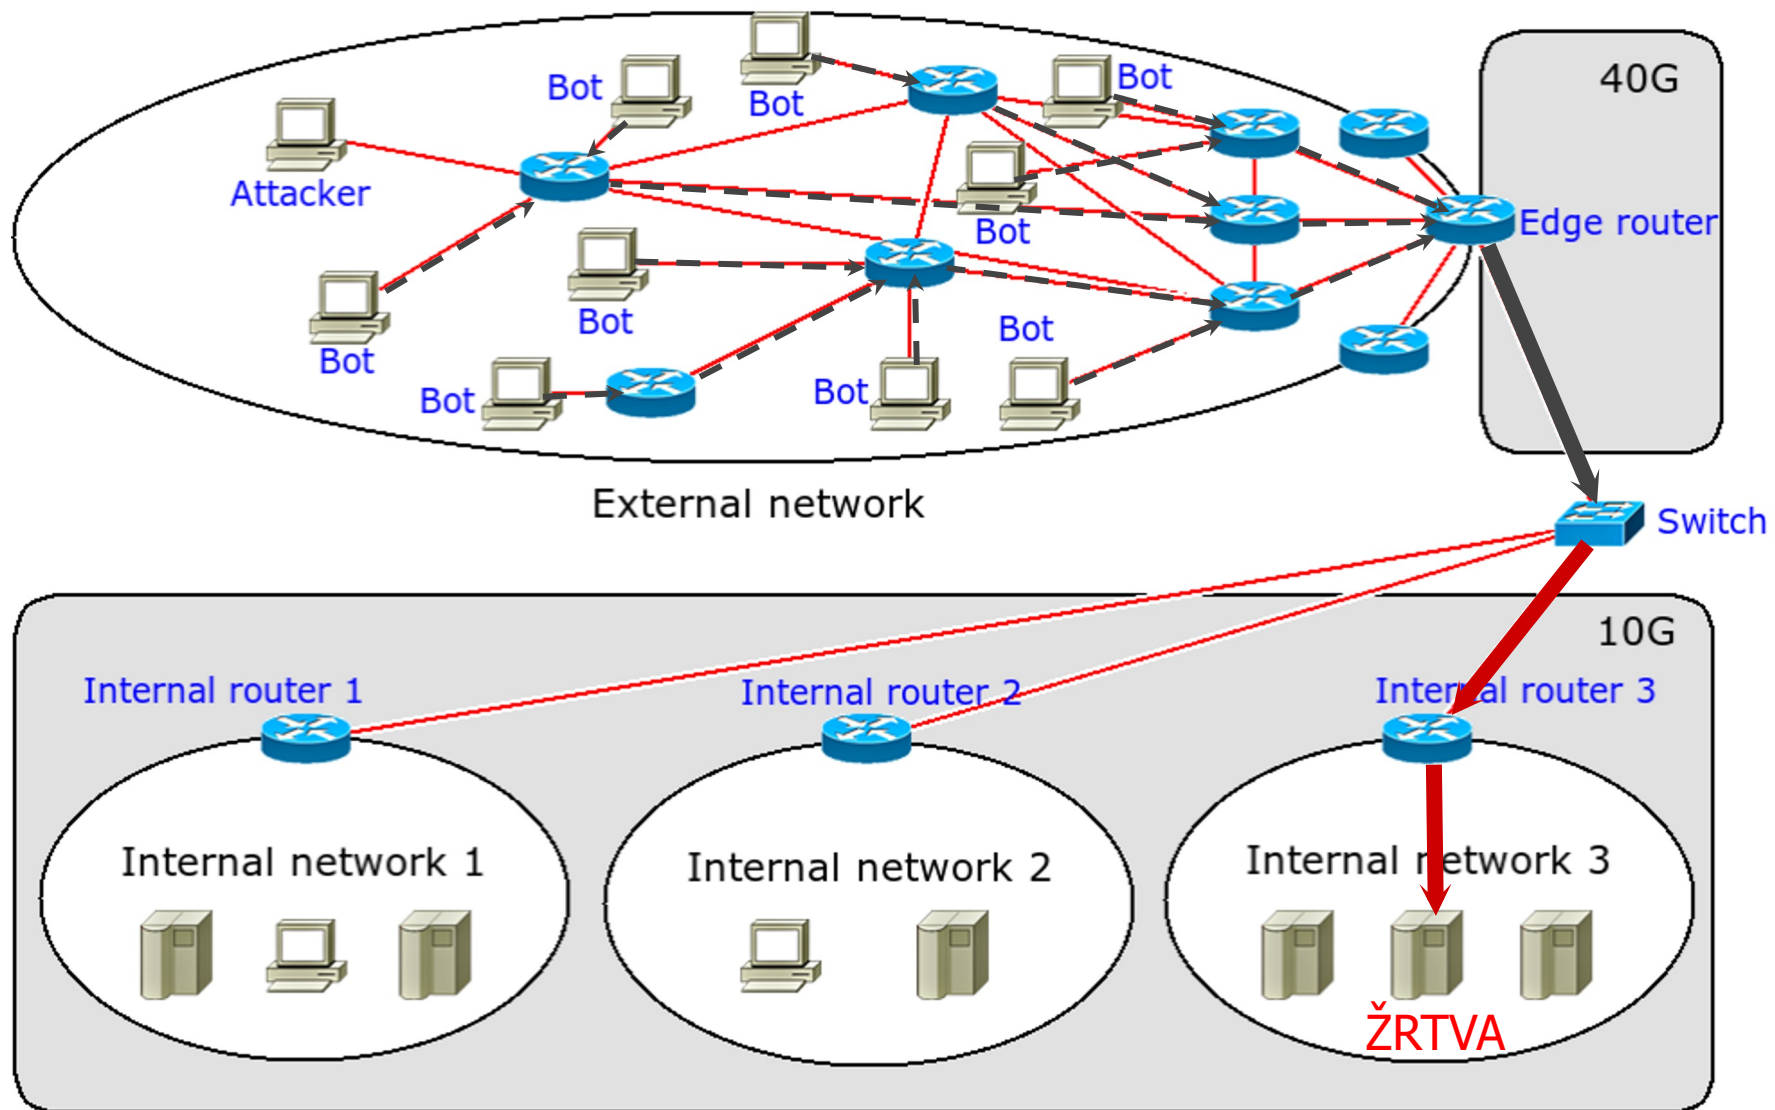 Bot
Bot
Bot
40G
Attacker
Bot
Edge router
Bot
Bot
Bot
Bot
Bot
External network
Switch
10G
Internal router 1
Internal router 2
Internal router 3
Internal network 1
Internal network 2
Internal network 3
ŽRTVA